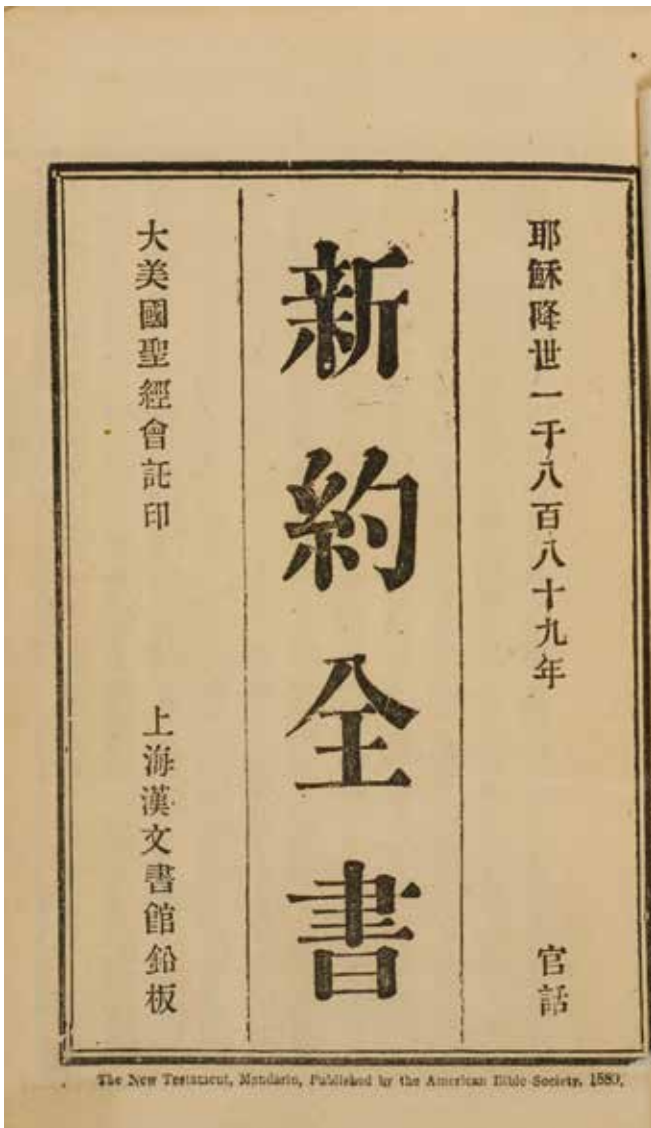 耶穌降世一千八百八十九年
官話
新約全書
大美國聖經會託印
上海漢文書館鉛板
The New Testament, Mandarin, Published by the American Bible Society, 1889.